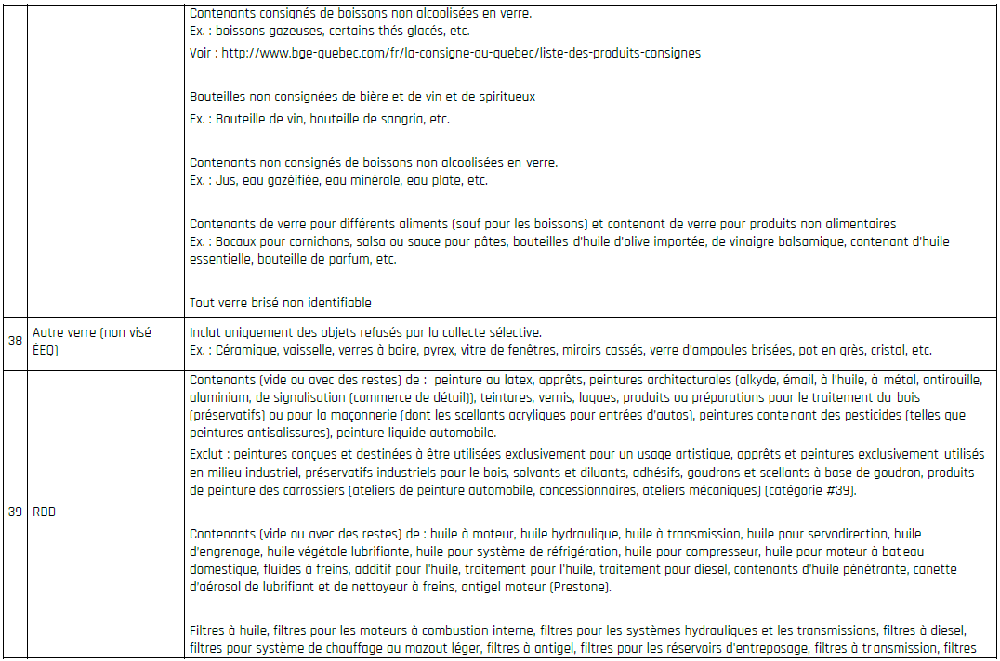 Contenants consignés de boissons non alcoolisées en verre.
Ex. : boissons gazeuses, certains thés glacés, etc.
Voir : http://www.bge-quebec.com/fr/la-consigne-au-quebec/liste-des-produits-consignes
Bouteilles non consignées de bière et de vin et de spiritueux
Ex. : Bouteille de vin, bouteille de sangria, etc.
Contenants non consignés de boissons non alcoolisées en verre.
Ex. : Jus, eau gazéifiée, eau minérale, eau plate, etc.
Contenants de verre pour différents aliments (sauf pour les boissons) et contenant de verre pour produits non alimentaires
Ex. : Bocaux pour cornichons, salsa ou sauce pour pâtes, bouteilles d'huile d'olive importée, de vinaigre balsamique, contenant d'huile
essentielle, bouteille de parfum, etc.
Tout verre brisé non identifiable
38
Autre verre (non visé
ÉEQ)
Inclut uniquement des objets refusés par la collecte sélective.
Ex. : Céramique, vaisselle, verres à boire, pyrex, vitre de fenêtres, miroirs cassés, verre d'ampoules brisées, pot en grès, cristal, etc.
39
RDD
Contenants (vide ou avec des restes) de : peinture au latex, apprêts, peintures architecturales (alkyde, émail, à l'huile, à métal, antirouille,
aluminium, de signalisation (commerce de détail)), teintures, vernis, laques, produits ou préparations pour le traitement du bois
(préservatifs) ou pour la maçonnerie (dont les scellants acryliques pour entrées d'autos), peintures contenant des pesticides (telles que
peintures antisalissures), peinture liquide automobile.
Exclut : peintures conçues et destinées à être utilisées exclusivement pour un usage artistique, apprêts et peintures exclusivement utilisés
en milieu industriel, préservatifs industriels pour le bois, solvants et diluants, adhésifs, goudrons et scellants à base de goudron, produits
de peinture des carrossiers (ateliers de peinture automobile, concessionnaires, ateliers mécaniques) (catégorie #39).
Contenants (vide ou avec des restes) de : huile à moteur, huile hydraulique, huile à transmission, huile pour servodirection, huile
d'engrenage, huile végétale lubrifiante, huile pour système de réfrigération, huile pour compresseur, huile pour moteur à bateau
domestique, fluides à freins, additif pour l'huile, traitement pour l'huile, traitement pour diesel, contenants d'huile pénétrante, canette
d'aérosol de lubrifiant et de nettoyeur à freins, antigel moteur (Prestone).
Filtres à huile, filtres pour les moteurs à combustion interne, filtres pour les systèmes hydrauliques et les transmissions, filtres à diesel,
filtres pour système de chauffage au mazout léger, filtres à antigel, filtres pour les réservoirs d'entreposage, filtres à transmission, filtres